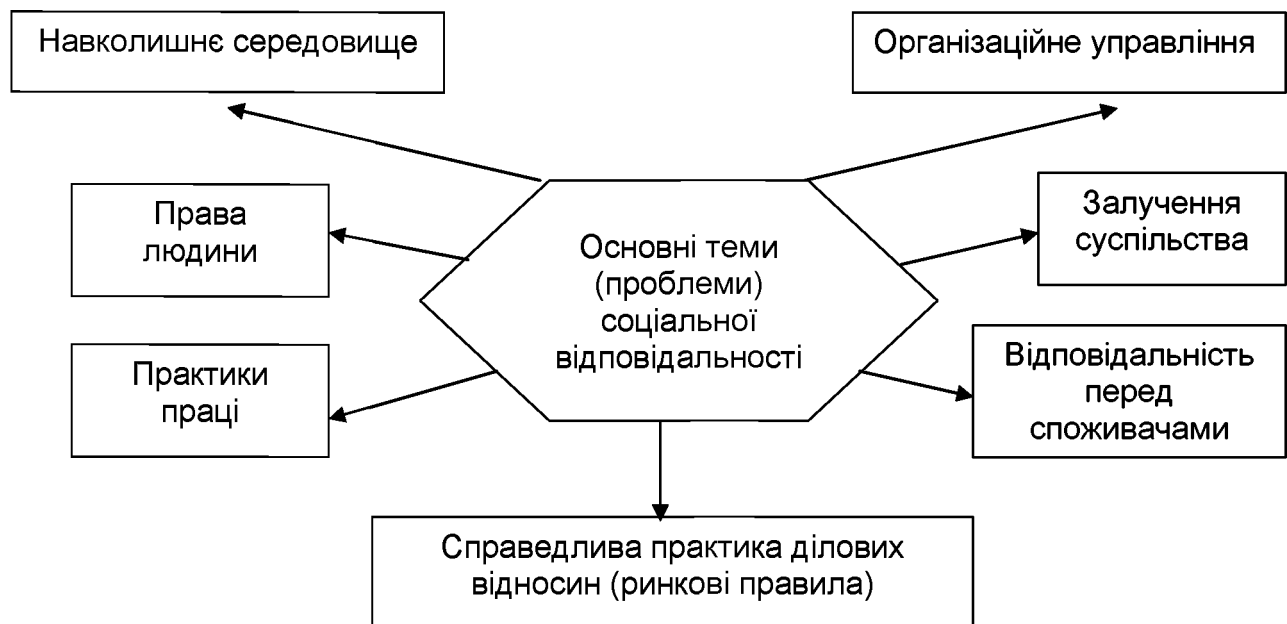 Навколишнє середовище
Організаційне управління
Права
людини
Основні теми
(проблеми)
соціальної
відповідальності
Залучення
суспільства
Практики
праці
Відповідальність
перед
споживачами
Справедлива практика ділових
відносин (ринкові правила)